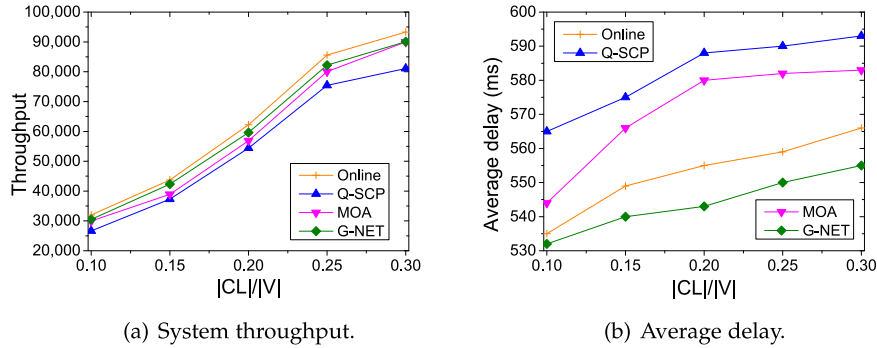 Throughput
90,000
80,000
70,000
60,000
50,000
40,000
30,000
20,000
0.10 0.15 0.20 0.25 0.30
|CL|/|V|
Online
Q-SCP
MOA
G-NET
(a) System throughput.
Average delay (ms)
600
590
580
570
560
550
540
530
Online
Q-SCP
MOA
G-NET
0.10 0.15 0.20 0.25 0.30
|CL|/|V|
(b) Average delay.